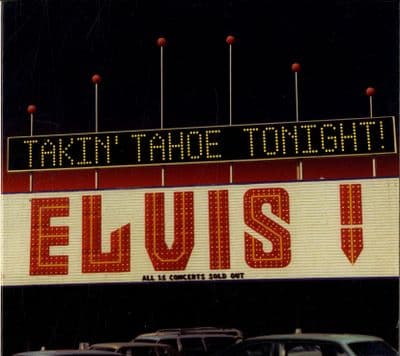 TAKIN' TAHOE TONIGHT!
ELVIS !
ALL 16 CONCERTS SOLD OUT